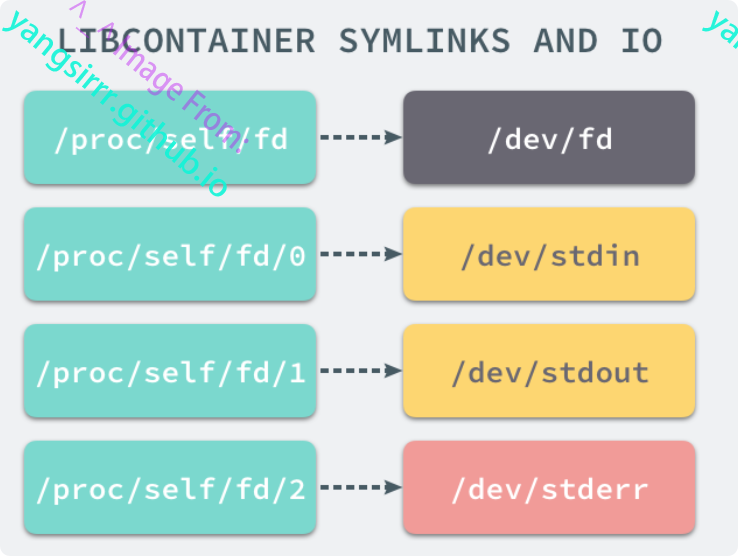 LIBCONTAINER SYMLINKS AND IO
^_^ Image From:
yangsirrr.github.io
ya
/proc/self/fd
/dev/fd
/proc/self/fd/0
/dev/stdin
/proc/self/fd/1
/dev/stdout
/proc/self/fd/2
/dev/stderr